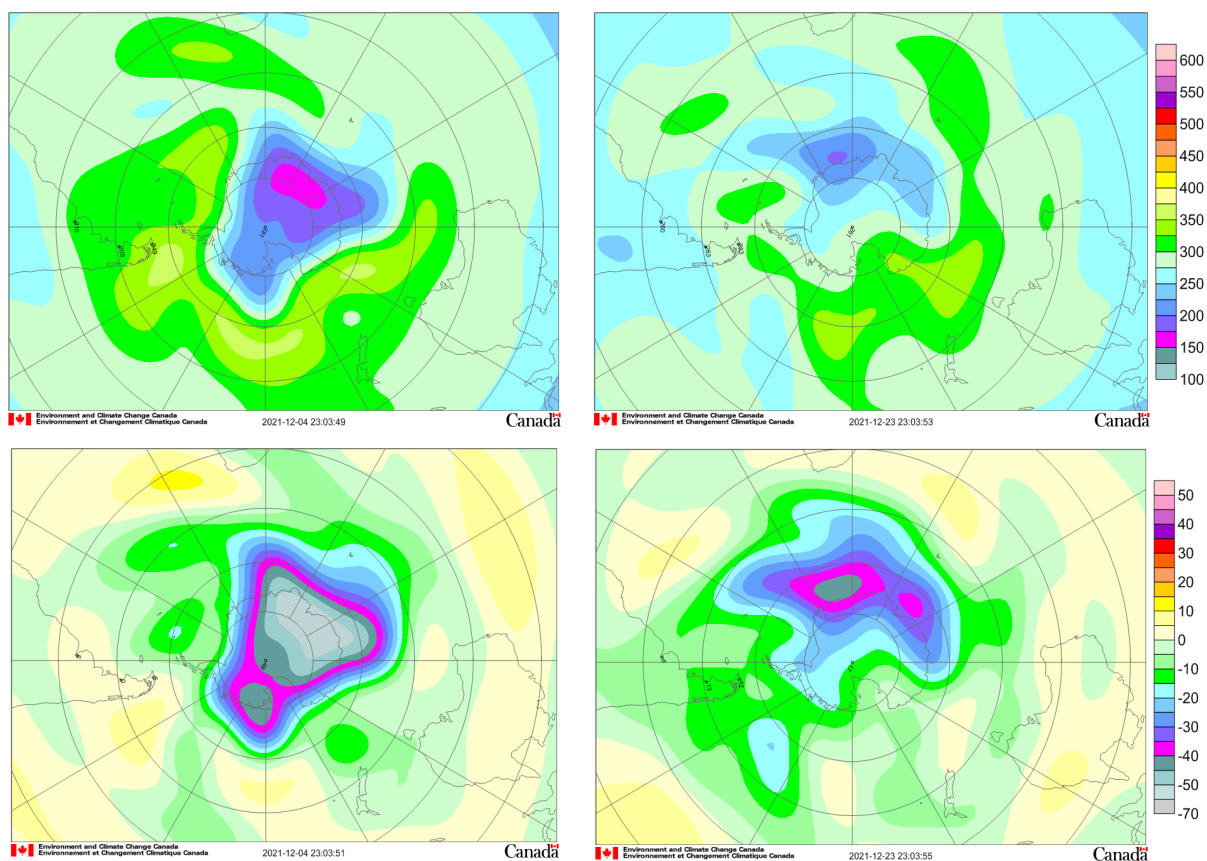 600
550
500
450
400
350
300
250
200
150
100
Environment and Climate Change Canada
Environnement et Changement Climatique Canada
2021-12-04 23:03:49
Canada
Environment and Climate Change Canada
Environnement et Changement Climatique Canada
2021-12-23 23:03:53
Canada
50
40
30
20
10
0
-10
-20
-30
-40
-50
-70
Environment and Climate Change Canada
Environnement et Changement Climatique Canada
2021-12-04 23:03:51
Canada
Environment and Climate Change Canada
Environnement et Changement Climatique Canada
2021-12-23 23:03:55
Canada